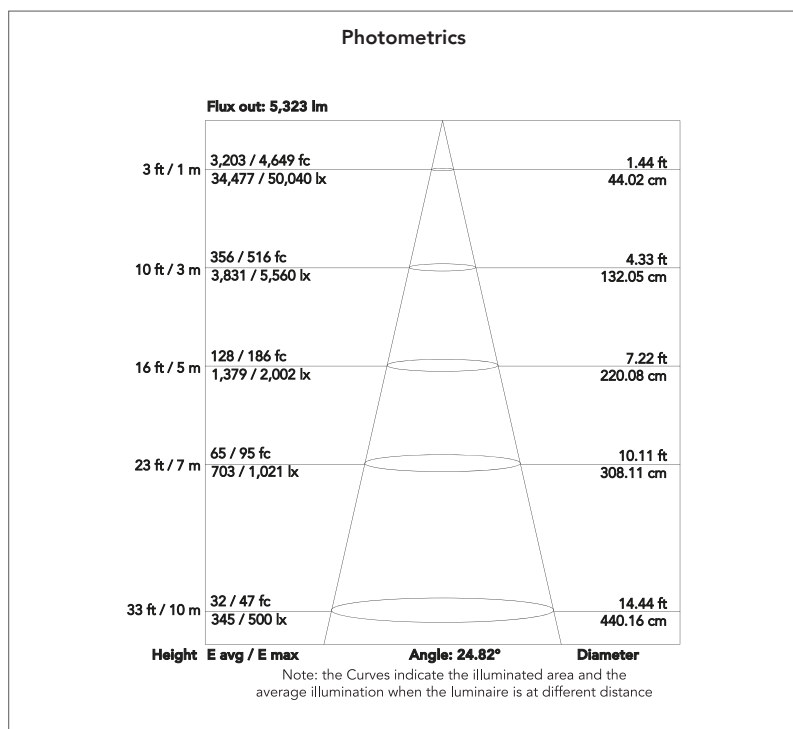 Photometrics
Flux out: 5,323 lm
3 ft / 1 m
3,203 / 4,649 fc
34,477 / 50,040 lx
1.44 ft
44.02 cm
10 ft / 3 m
356 / 516 fc
3,831 / 5,560 lx
4.33 ft
132.05 cm
16 ft / 5 m
128 / 186 fc
1,379 / 2,002 lx
7.22 ft
220.08 cm
23 ft / 7 m
65 / 95 fc
703 / 1,021 lx
10.11 ft
308.11 cm
33 ft / 10 m
32 / 47 fc
345 / 500 lx
14.44 ft
440.16 cm
Height E avg / E max Angle: 24.82° Diameter
Note: the Curves indicate the illuminated area and the
average illumination when the luminaire is at different distance